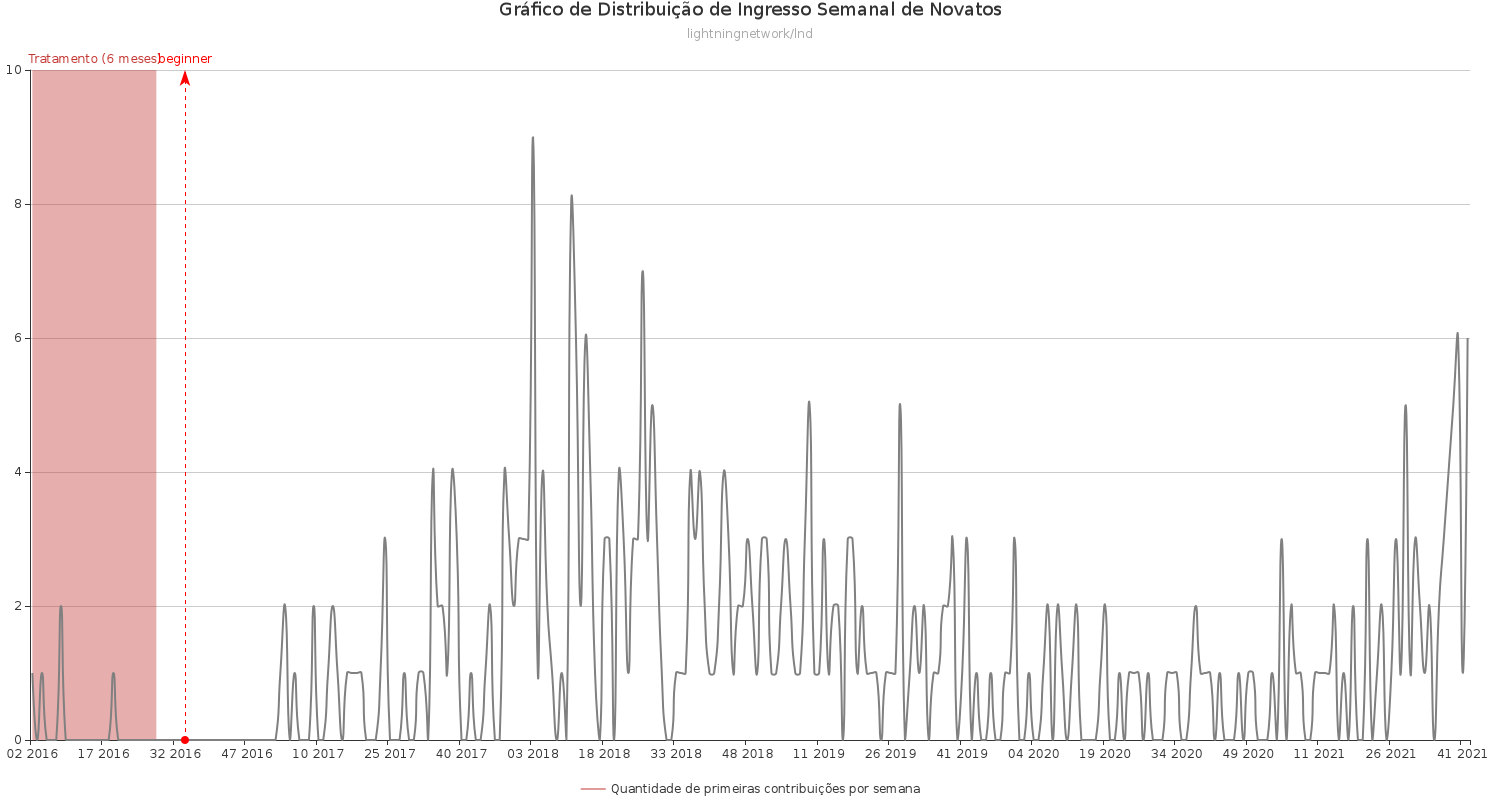 Gráfico de Distribuição de Ingresso Semanal de Novatos
lightningnetwork/lnd
Tratamento (6 meses) beginner
10
8
6
4
2
0
02 2016 17 2016 32 2016 47 2016 10 2017 25 2017 40 2017 03 2018 18 2018 33 2018 48 2018 11 2019 26 2019 41 2019 04 2020 19 2020 34 2020 49 2020 11 2021 26 2021 41 2021
Quantidade de primeiras contribuições por semana